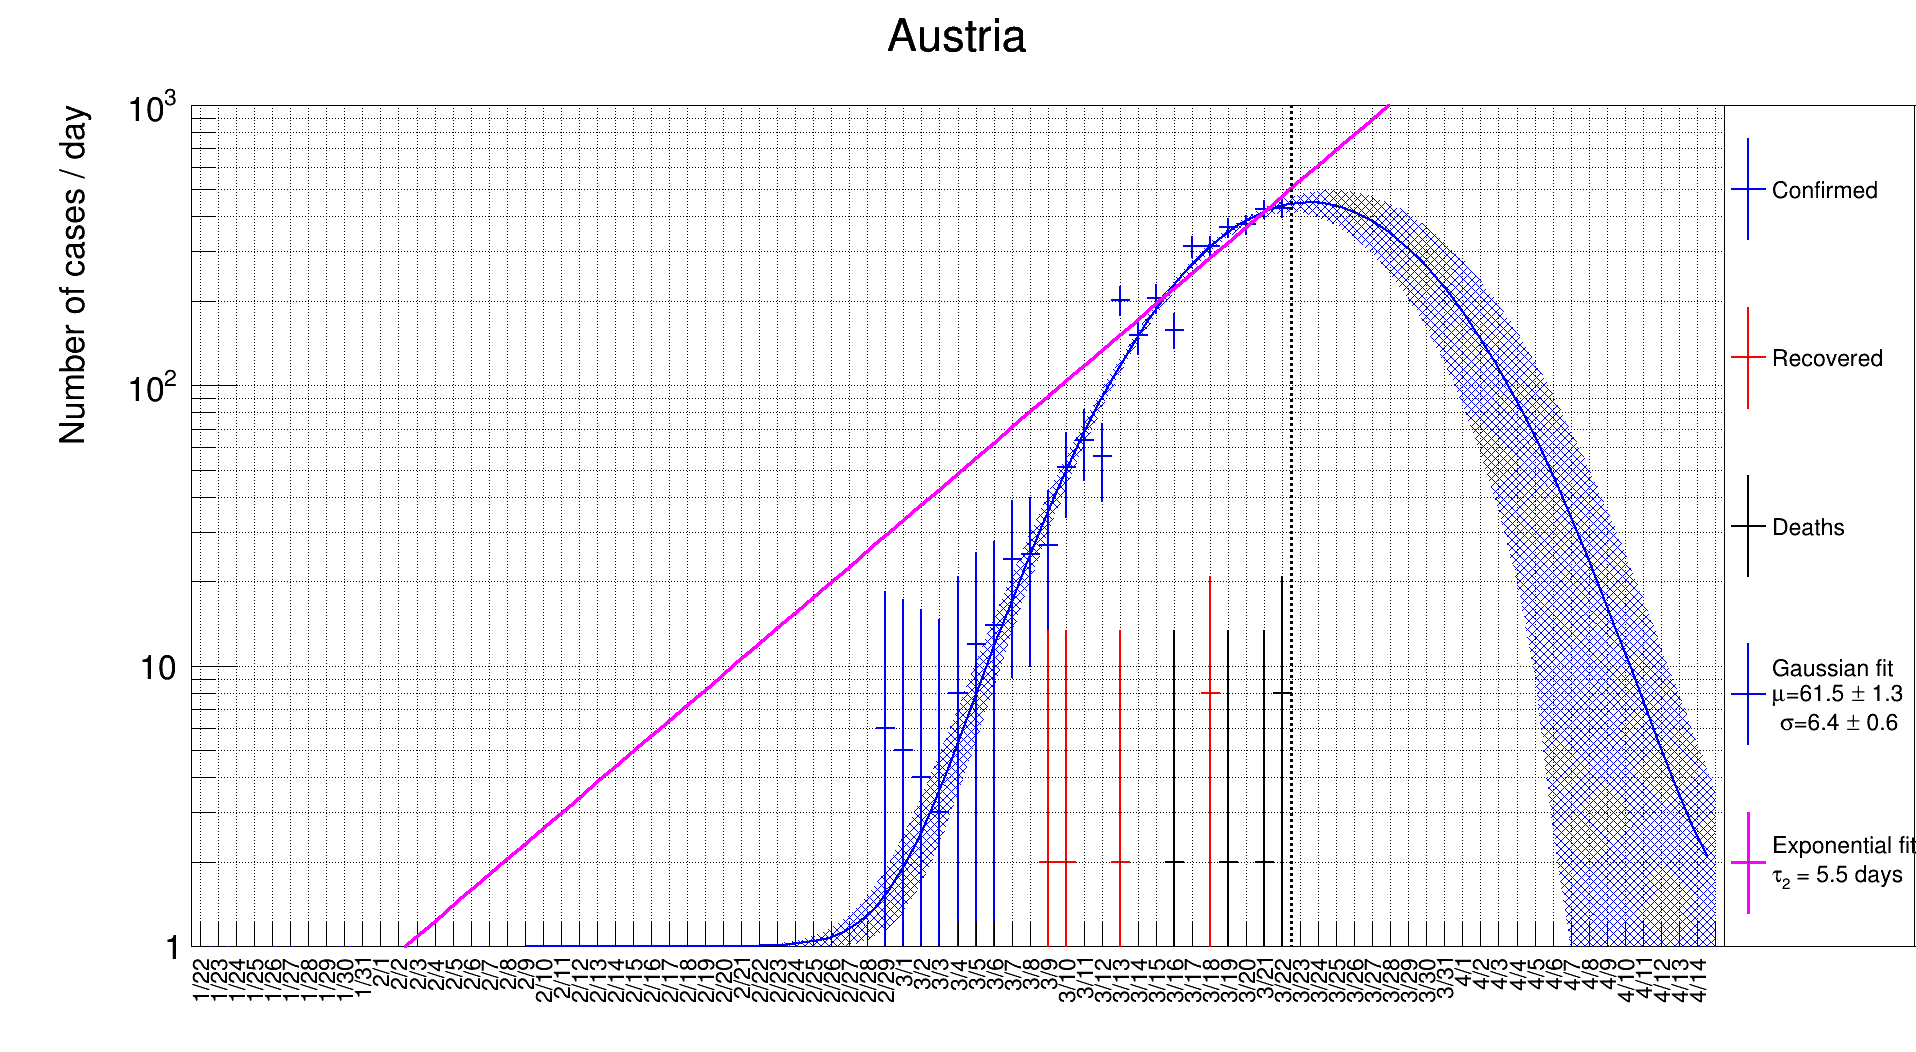 Austria
Number of cases / day
10³
10²
10
1
1/22 1/23 1/24 1/25 1/26 1/27 1/28 1/29 1/30 1/31 2/1 2/2 2/3 2/4 2/5 2/6 2/7 2/8 2/9 2/10 2/11 2/12 2/13 2/14 2/15 2/16 2/17 2/18 2/19 2/20 2/21 2/22 2/23 2/24 2/25 2/26 2/27 2/28 2/29 3/1 3/2 3/3 3/4 3/5 3/6 3/7 3/8 3/9 3/10 3/11 3/12 3/13 3/14 3/15 3/16 3/17 3/18 3/19 3/20 3/21 3/22 3/23 3/24 3/25 3/26 3/27 3/28 3/29 3/30 3/31 4/1 4/2 4/3 4/4 4/5 4/6 4/7 4/8 4/9 4/10 4/11 4/12 4/13 4/14
Confirmed
Recovered
Deaths
Gaussian fit
μ=61.5 ± 1.3
σ=6.4 ± 0.6
Exponential fit
τ₂ = 5.5 days